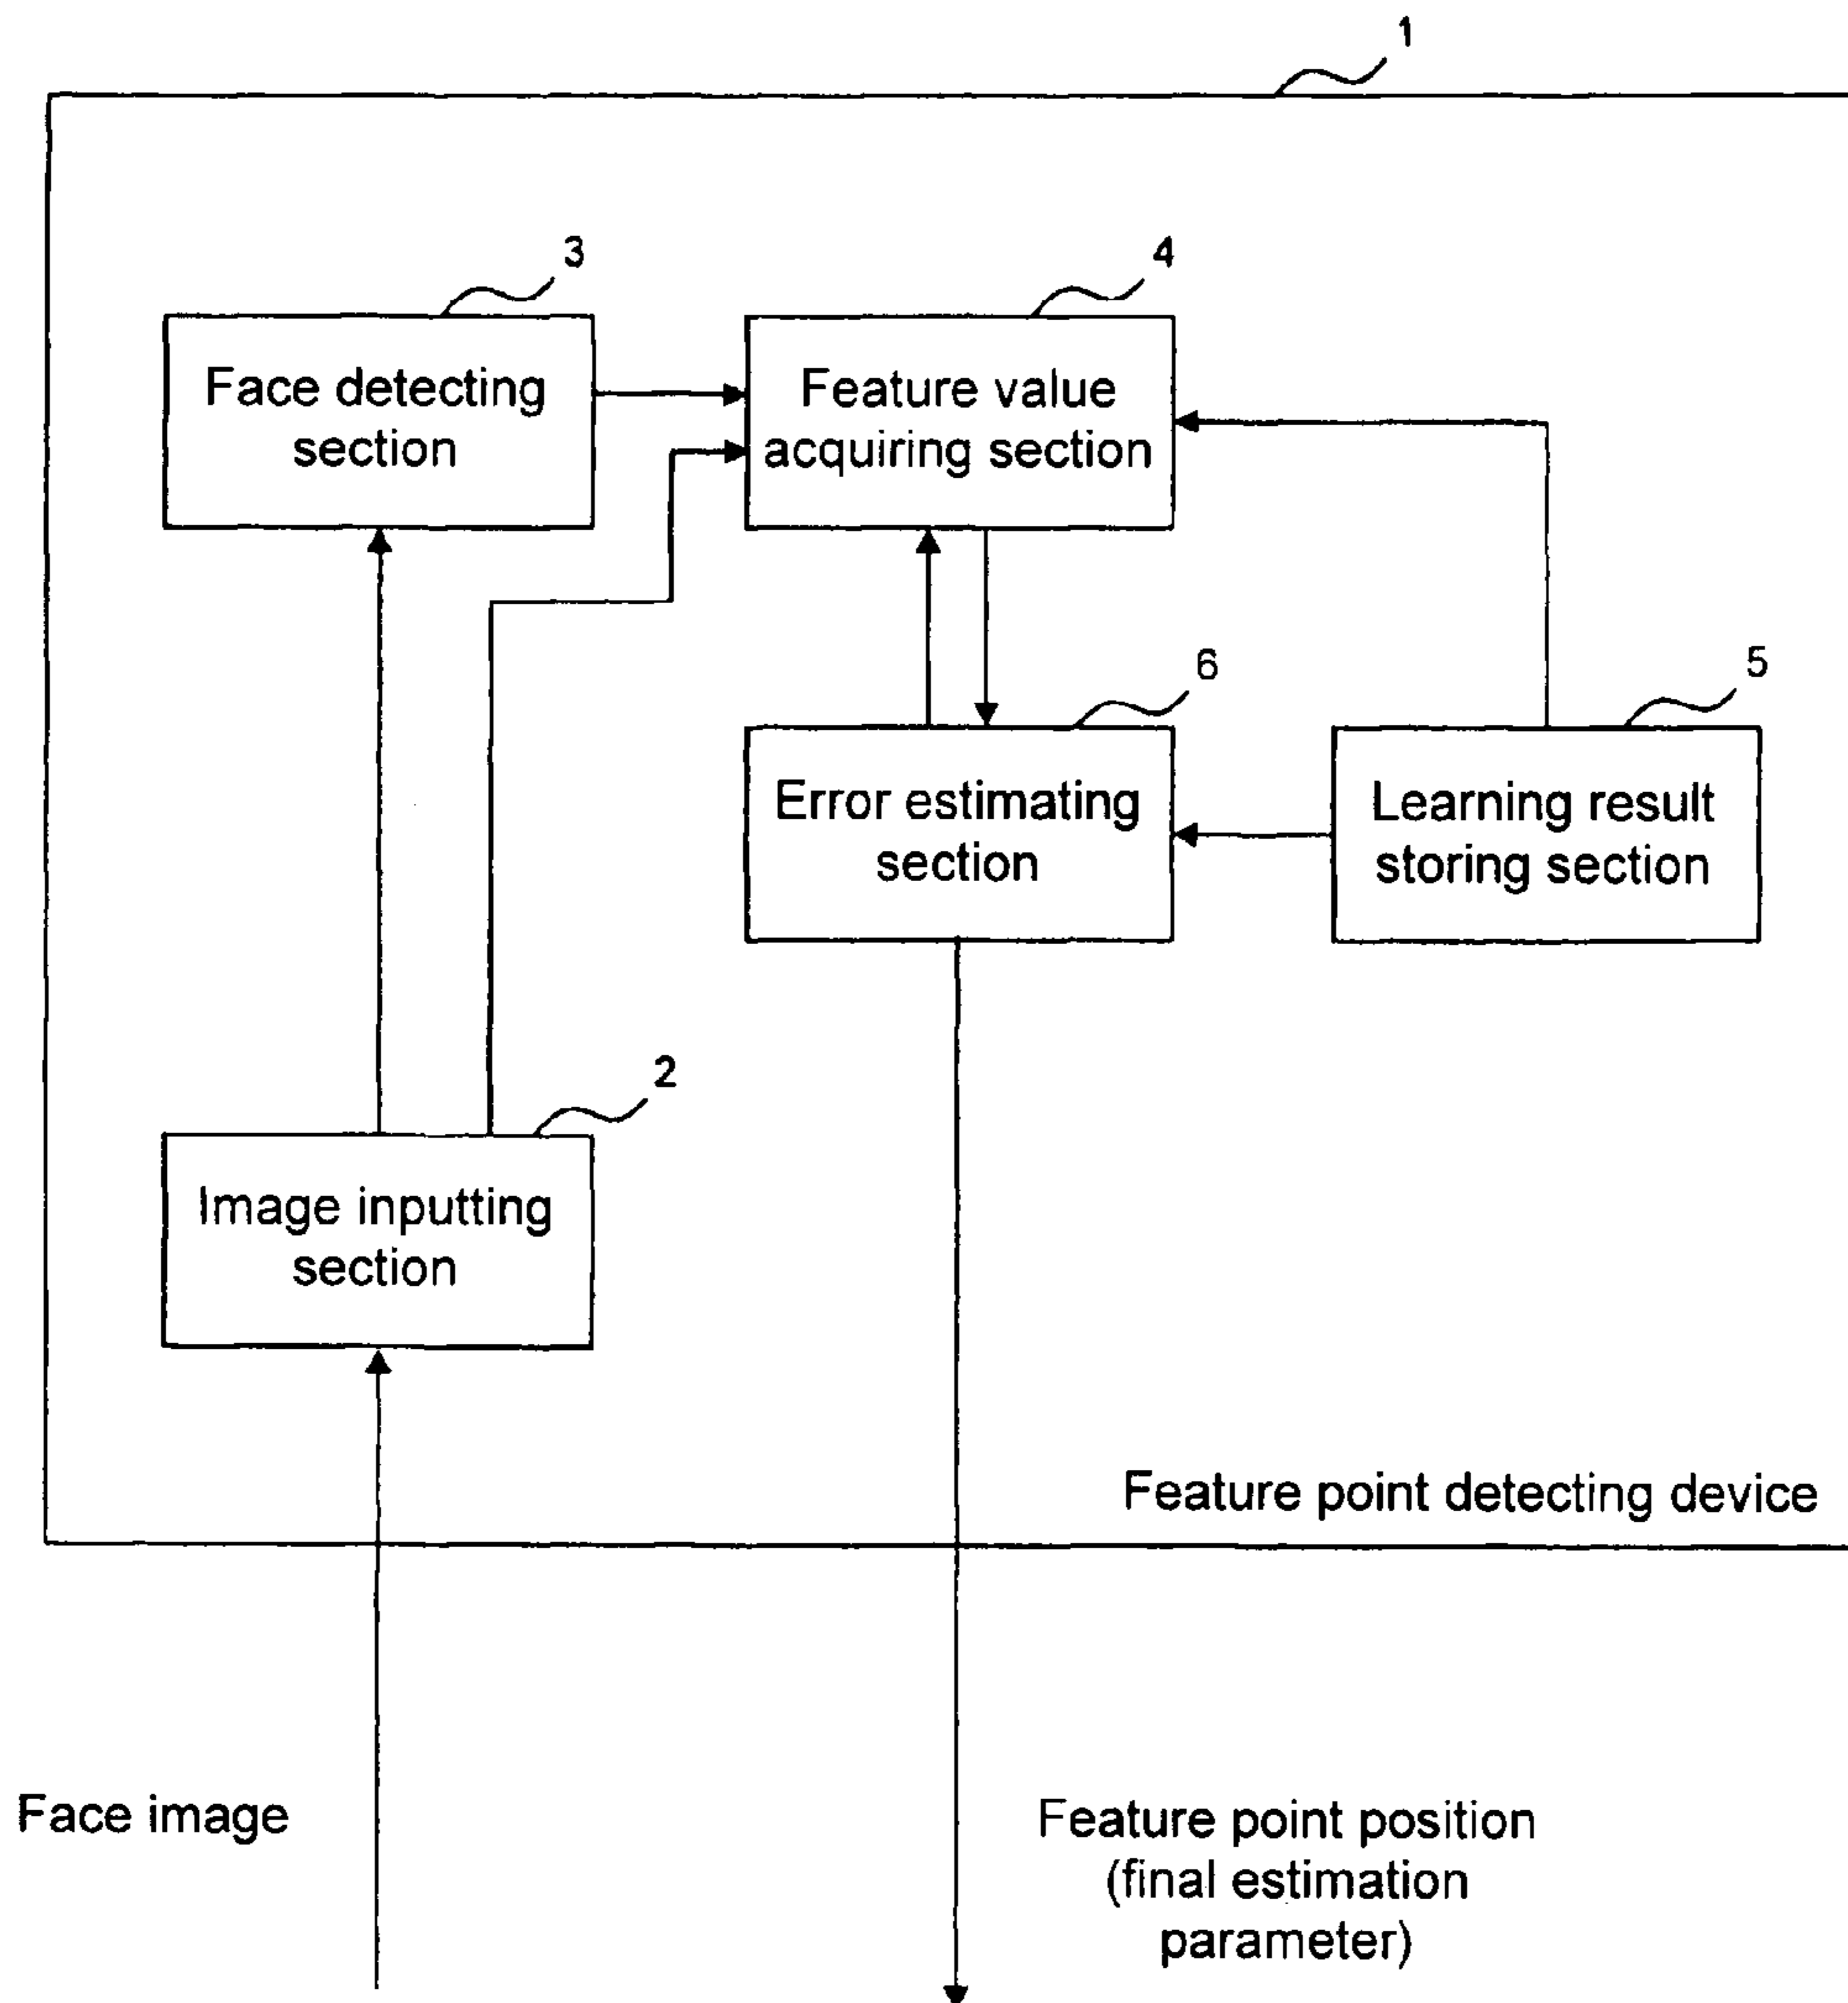 1
3
4
Face detecting
section
Feature value
acquiring section
6
5
Error estimating
section
Learning result
storing section
2
Image inputting
section
Feature point detecting device
Face image
Feature point position
(final estimation
parameter)